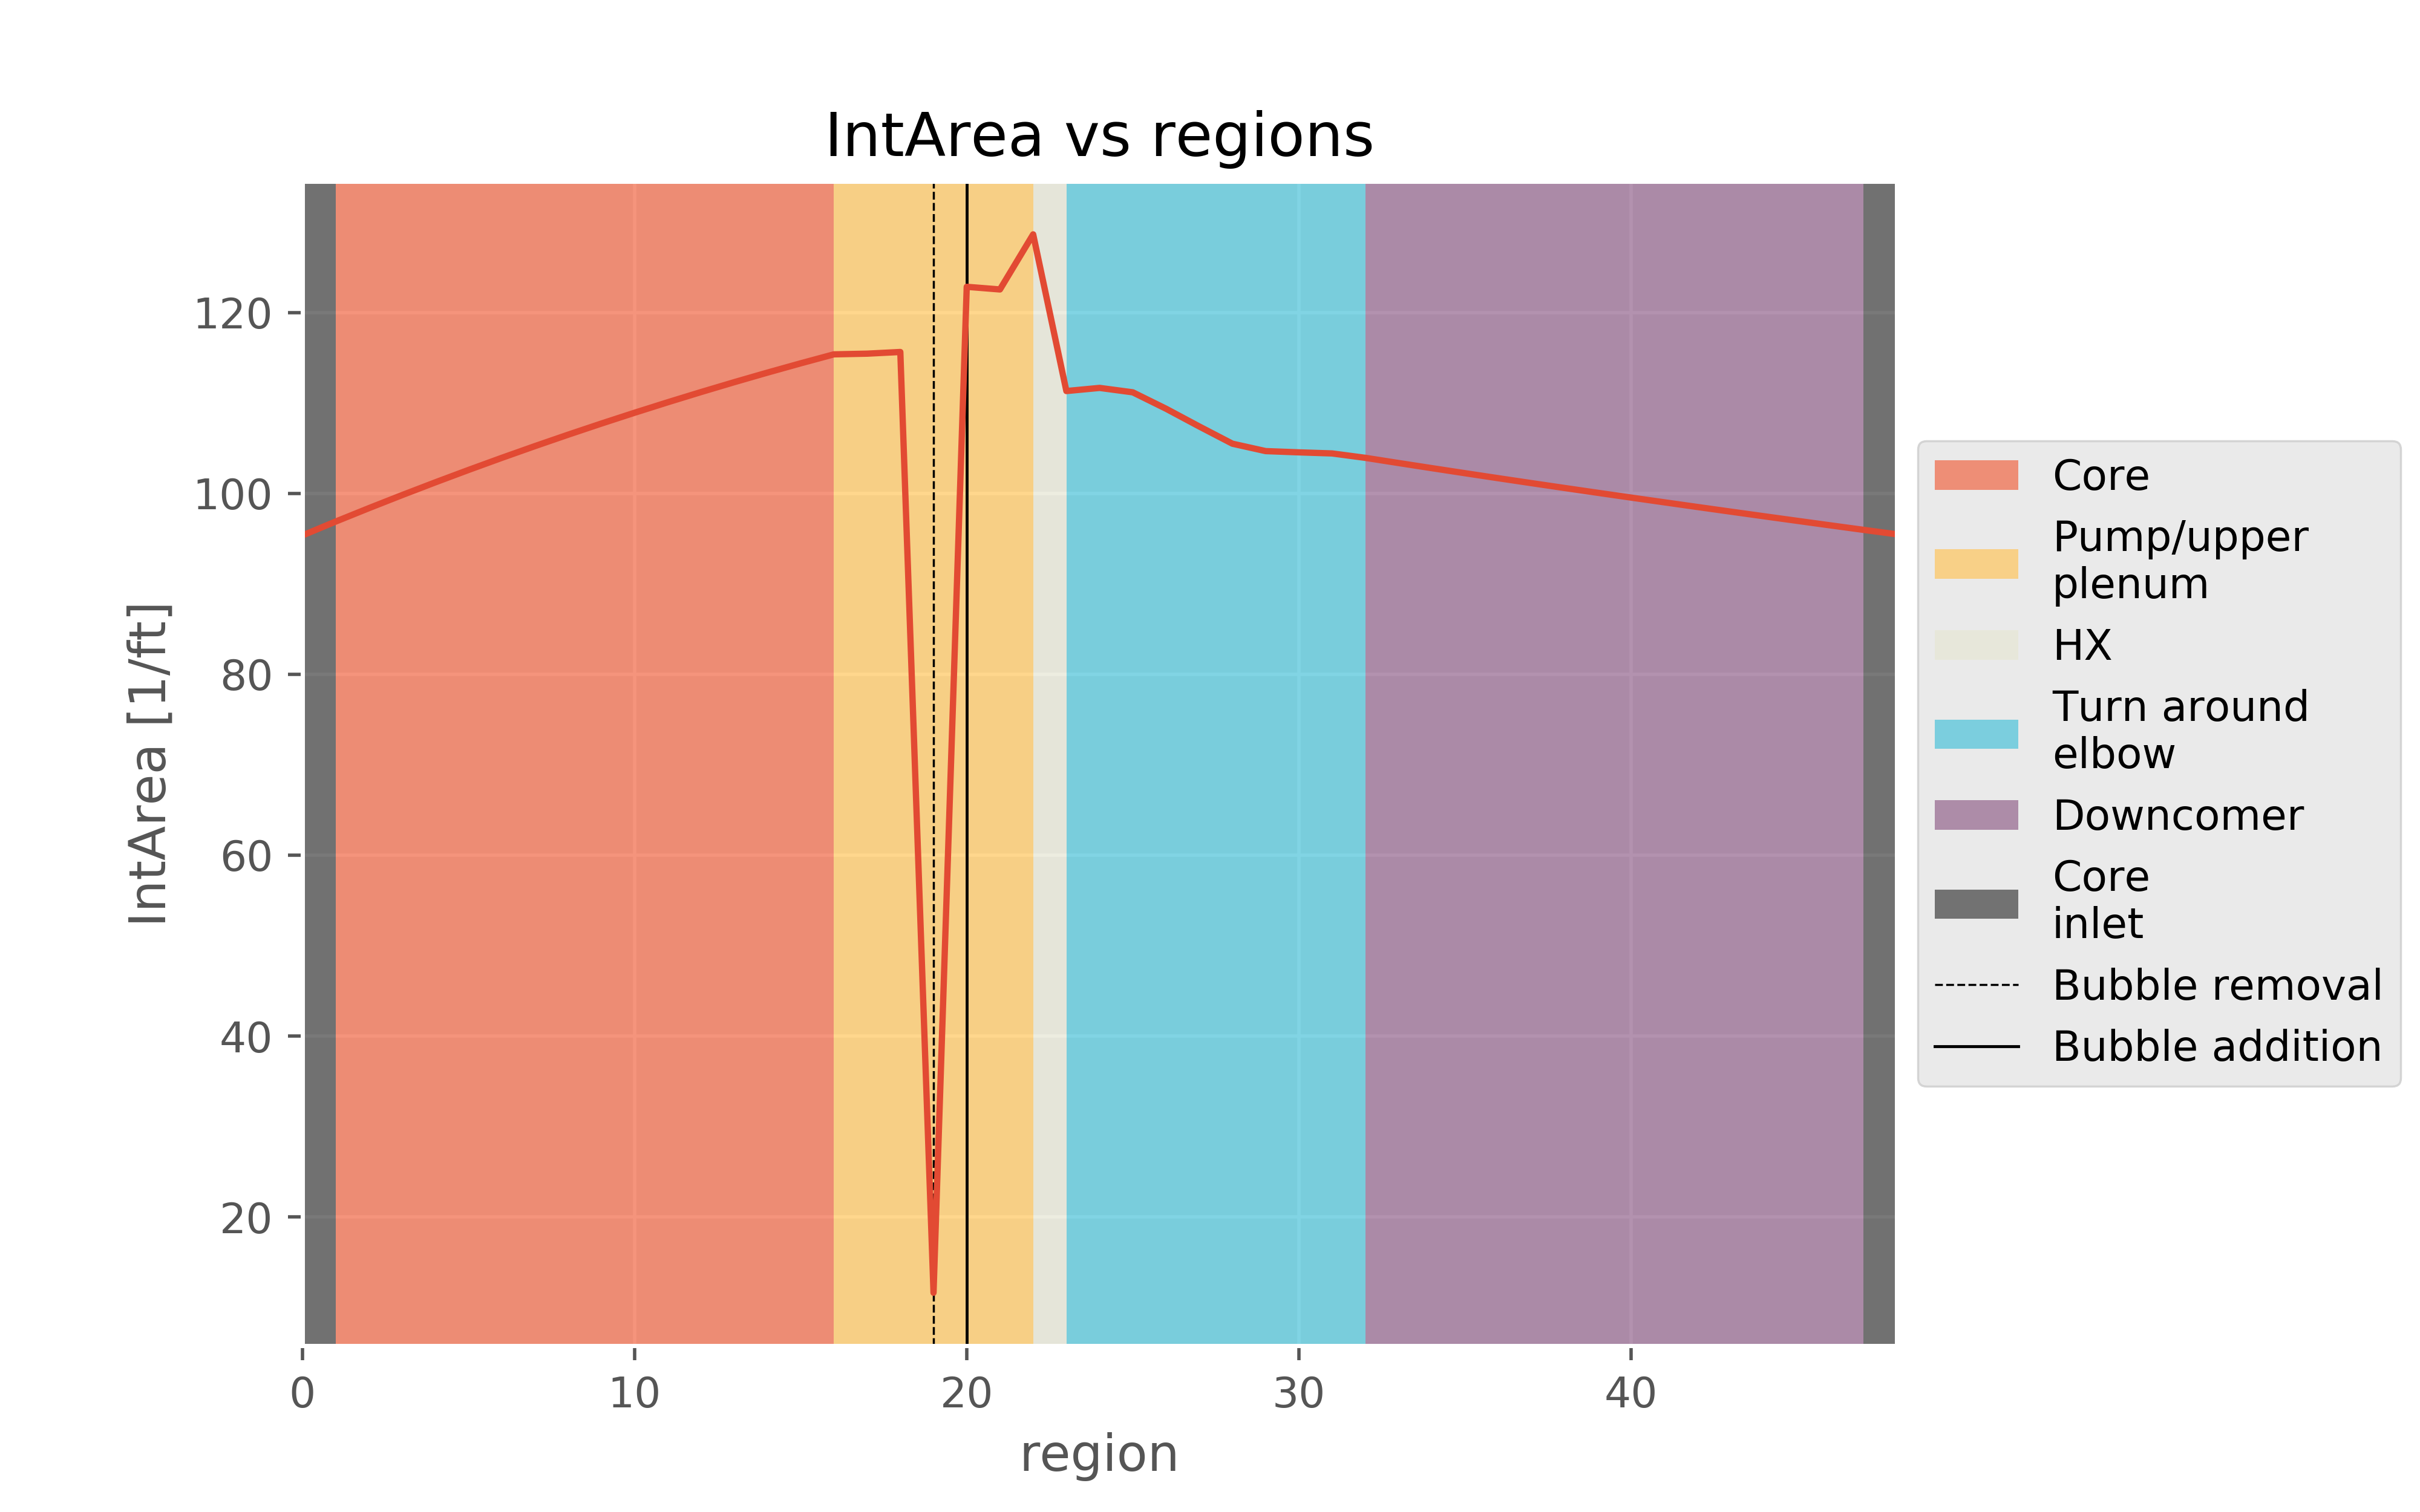 IntArea vs regions
120
100
80
60
40
20
IntArea [1/ft]
0 10 20 30 40
region
Core
Pump/upper
plenum
HX
Turn around
elbow
Downcomer
Core
inlet
Bubble removal
Bubble addition